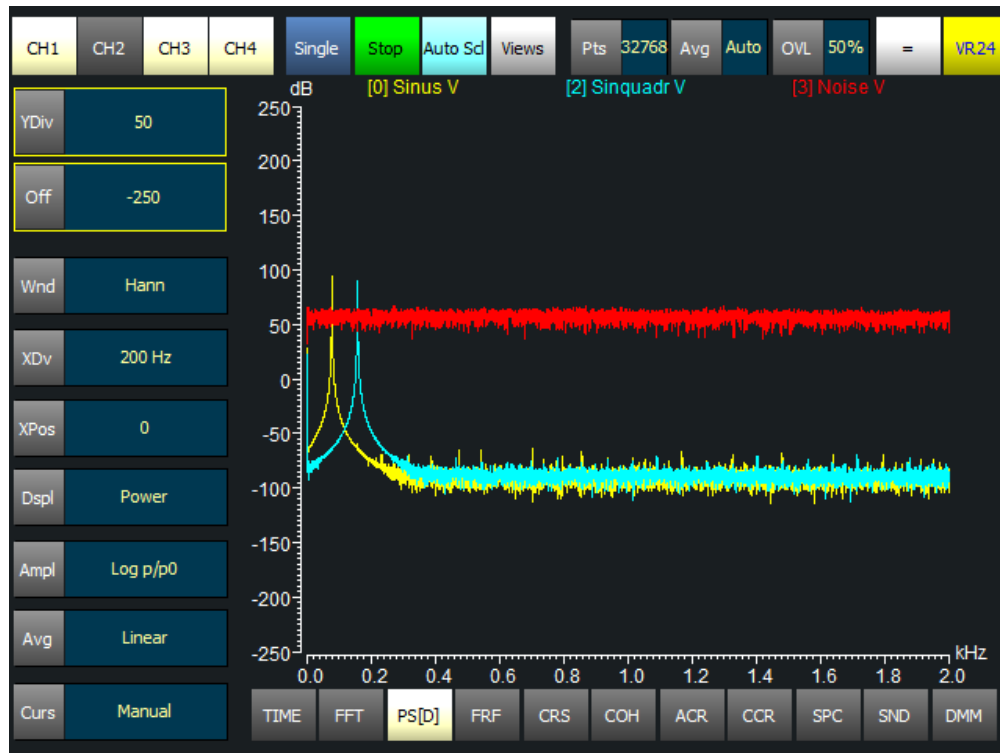 CH1 CH2 CH3 CH4 Single Stop Auto Scl Views Pts 32768 Avg Auto OVL 50% = VR24
dB [0] Sinus V [2] Sinquadr V [3] Noise V
YDiv 50
Off -250
Wnd Hann
XDv 200 Hz
XPos 0
Dspl Power
Ampl Log p/p0
Avg Linear
Curs Manual
250
200
150
100
50
0
-50
-100
-150
-200
-250
kHz
0.0 0.2 0.4 0.6 0.8 1.0 1.2 1.4 1.6 1.8 2.0
TIME FFT PS[D] FRF CRS COH ACR CCR SPC SND DMM